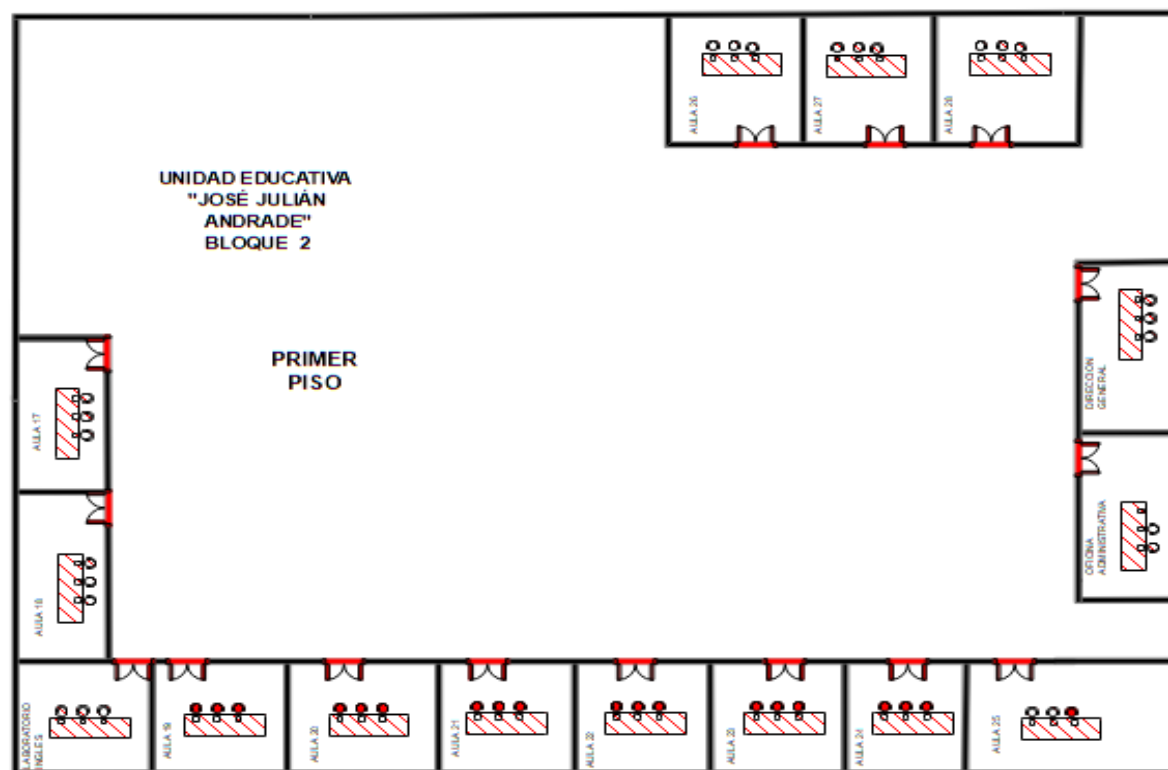 AULA 26
AULA 27
AULA 28
UNIDAD EDUCATIVA
"JOSÉ JULIÁN
ANDRADE"
BLOQUE 2
PRIMER
PISO
DIRECCION
GENERAL
AULA 17
OFICINA
ADMINISTRATIVA
AULA 18
LABORATORIO
INGLES
AULA 19
AULA 20
AULA 21
AULA 22
AULA 23
AULA 24
AULA 25